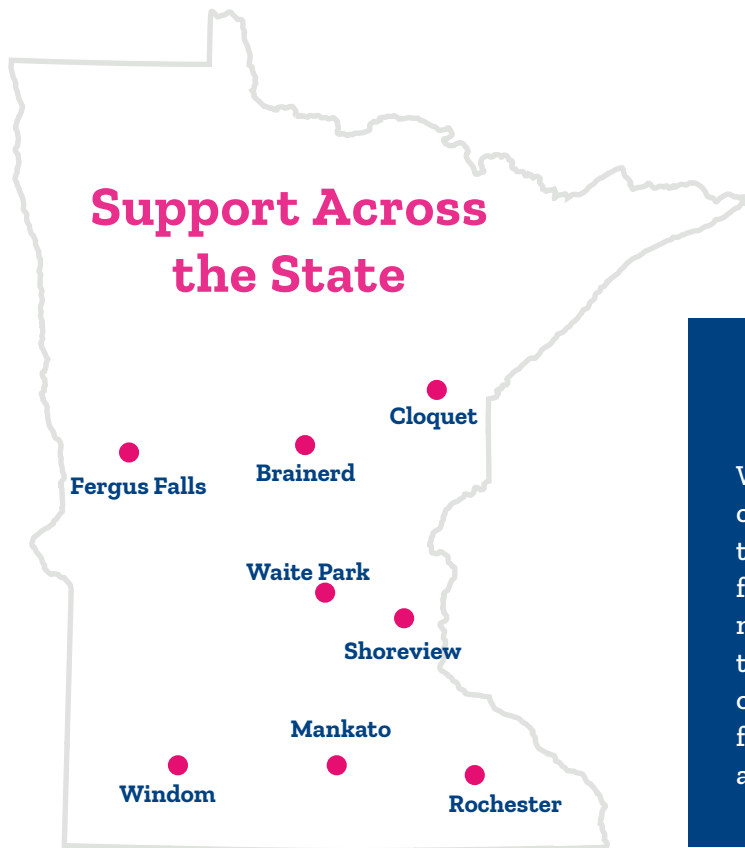 Support Across
the State
Cloquet
Brainerd
Fergus Falls
Waite Park
Shoreview
Mankato
Windom
Rochester